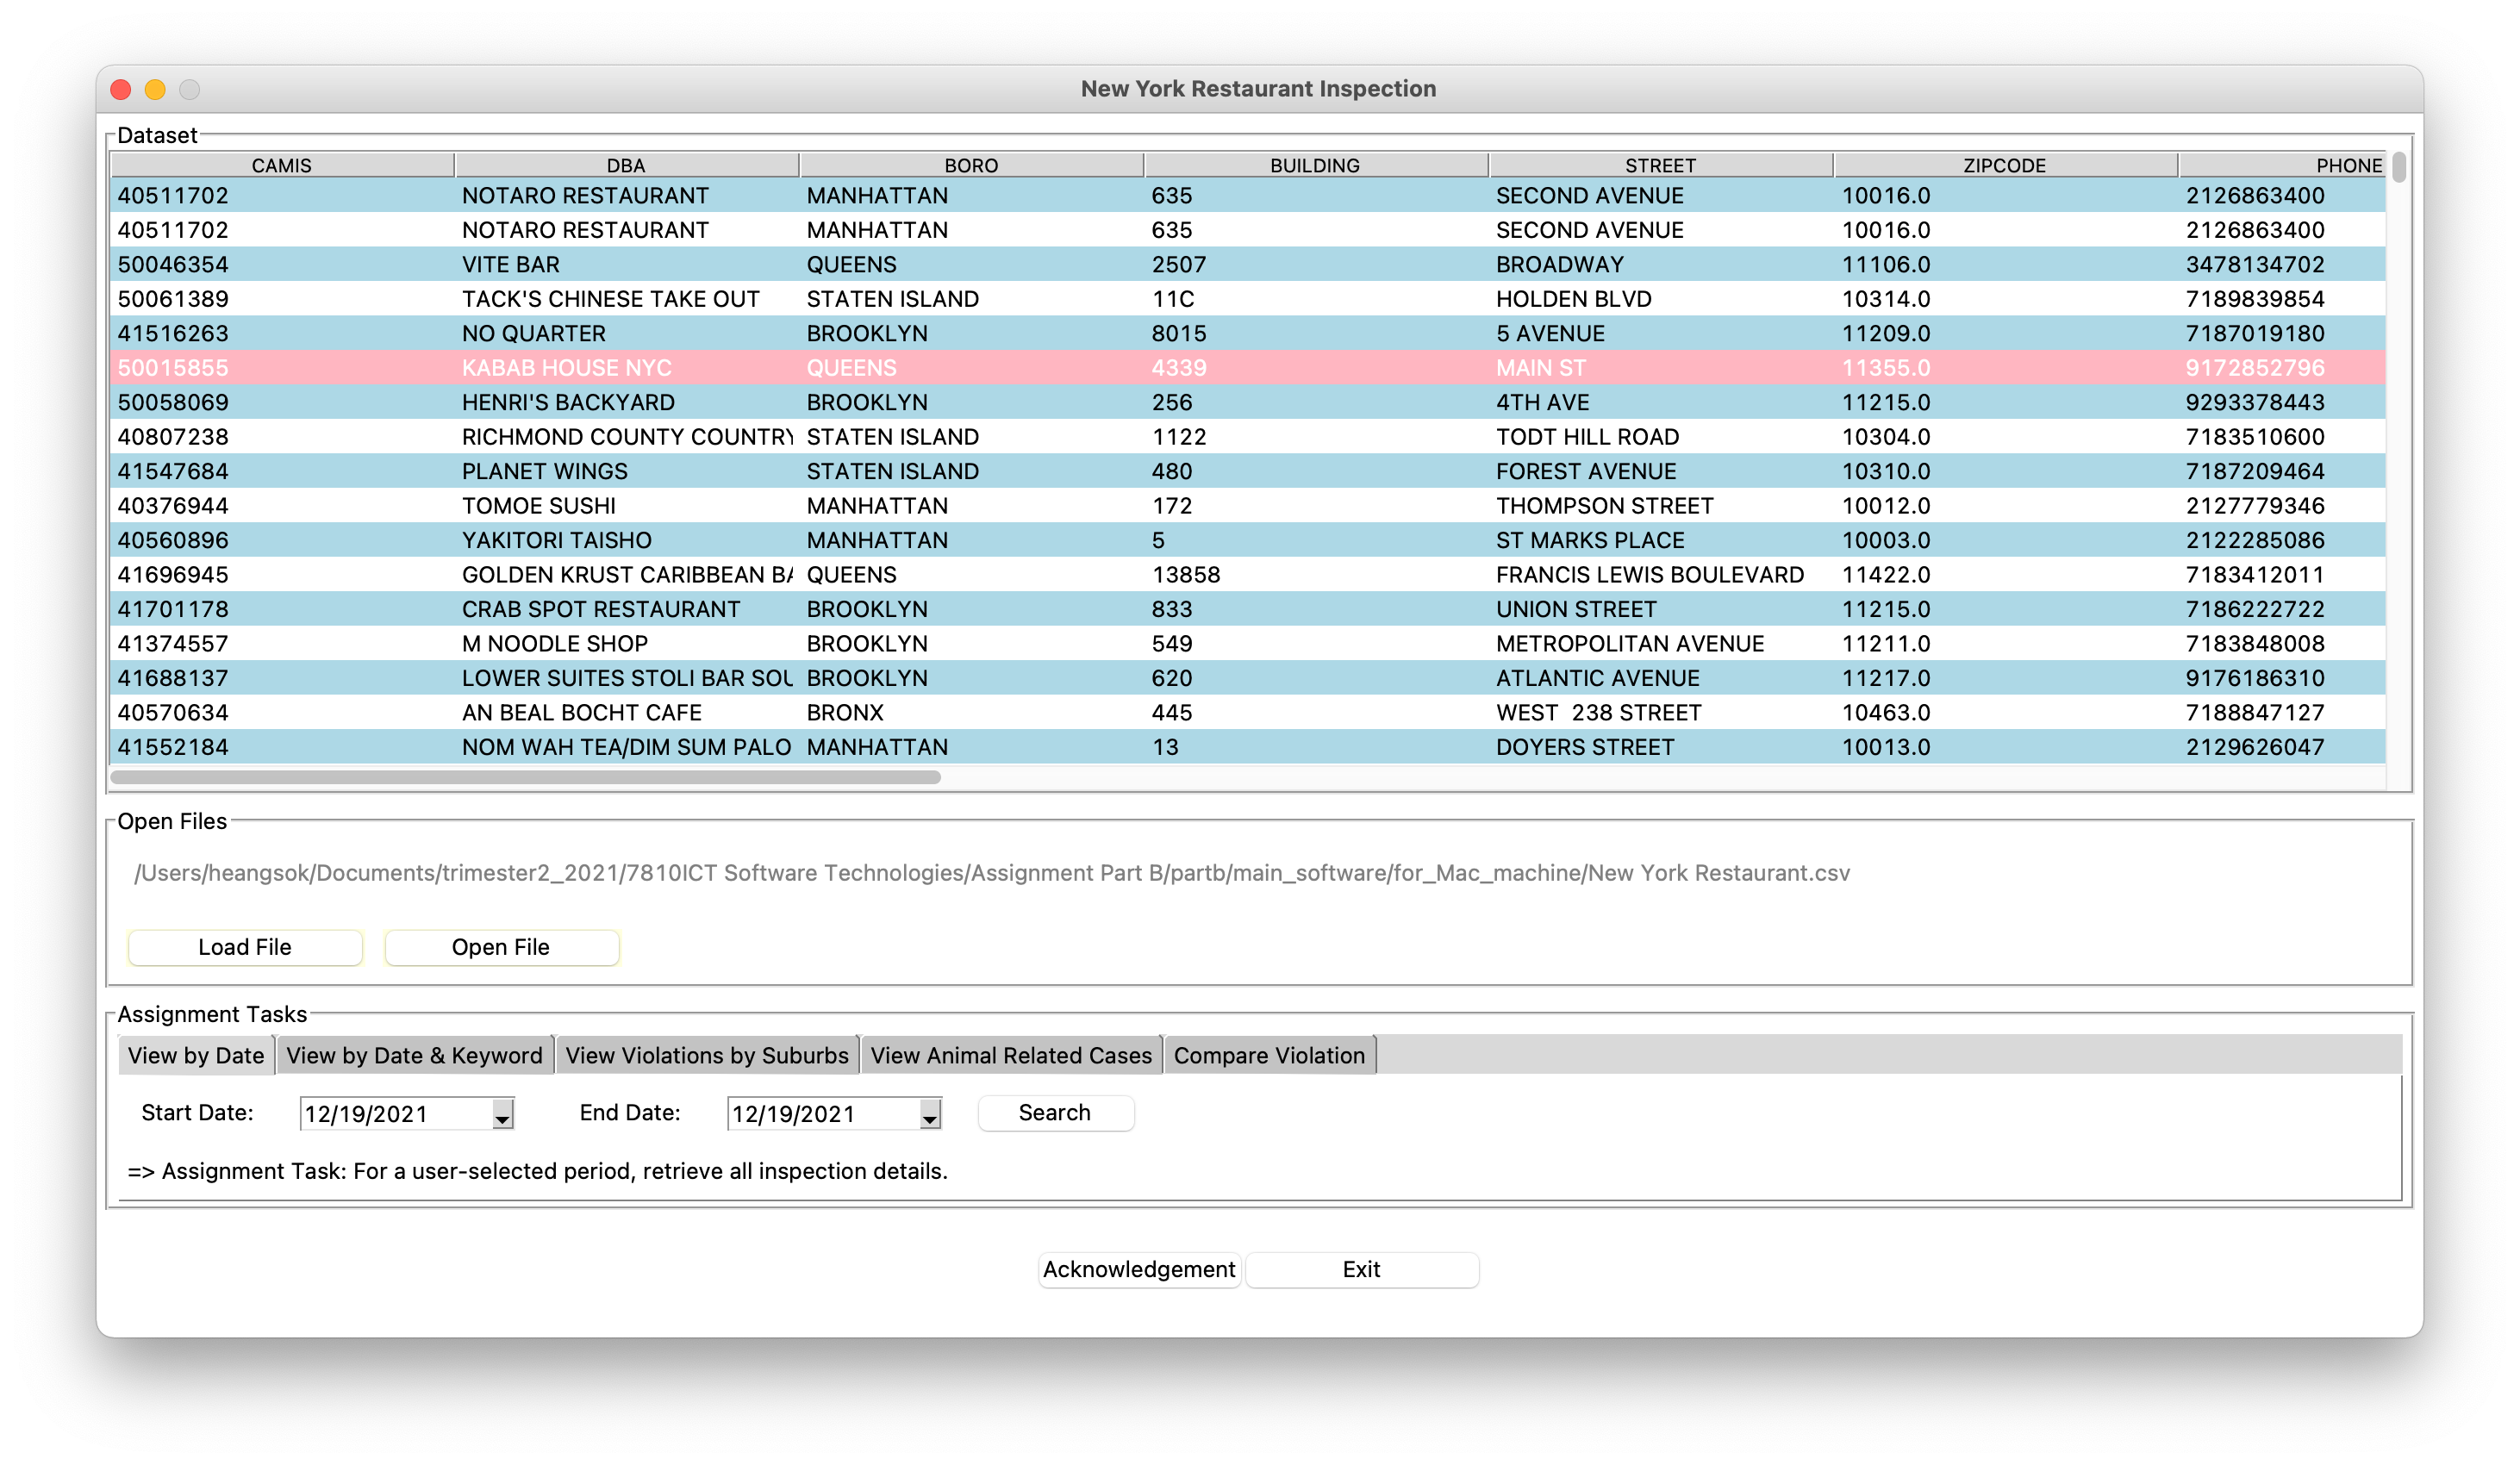 New York Restaurant Inspection
Dataset
CAMIS DBA BORO BUILDING STREET ZIPCODE PHONE
40511702 NOTARO RESTAURANT MANHATTAN 635 SECOND AVENUE 10016.0 2126863400
40511702 NOTARO RESTAURANT MANHATTAN 635 SECOND AVENUE 10016.0 2126863400
50046354 VITE BAR QUEENS 2507 BROADWAY 11106.0 3478134702
50061389 TACK'S CHINESE TAKE OUT STATEN ISLAND 11C HOLDEN BLVD 10314.0 7189839854
41516263 NO QUARTER BROOKLYN 8015 5 AVENUE 11209.0 7187019180
50015855 KABAB HOUSE NYC QUEENS 4339 MAIN ST 11355.0 9172852796
50058069 HENRI'S BACKYARD BROOKLYN 256 4TH AVE 11215.0 9293378443
40807238 RICHMOND COUNTY COUNTRY STATEN ISLAND 1122 TODT HILL ROAD 10304.0 7183510600
41547684 PLANET WINGS STATEN ISLAND 480 FOREST AVENUE 10310.0 7187209464
40376944 TOMOE SUSHI MANHATTAN 172 THOMPSON STREET 10012.0 2127779346
40560896 YAKITORI TAISHO MANHATTAN 5 ST MARKS PLACE 10003.0 2122285086
41696945 GOLDEN KRUST CARIBBEAN BA QUEENS 13858 FRANCIS LEWIS BOULEVARD 11422.0 7183412011
41701178 CRAB SPOT RESTAURANT BROOKLYN 833 UNION STREET 11215.0 7186222722
41374557 M NOODLE SHOP BROOKLYN 549 METROPOLITAN AVENUE 11211.0 7183848008
41688137 LOWER SUITES STOLI BAR SOU BROOKLYN 620 ATLANTIC AVENUE 11217.0 9176186310
40570634 AN BEAL BOCHT CAFE BRONX 445 WEST  238 STREET 10463.0 7188847127
41552184 NOM WAH TEA/DIM SUM PALO MANHATTAN 13 DOYERS STREET 10013.0 2129626047
Open Files
/Users/heangsok/Documents/trimester2_2021/7810ICT Software Technologies/Assignment Part B/partb/main_software/for_Mac_machine/New York Restaurant.csv
Load File Open File
Assignment Tasks
View by Date View by Date & Keyword View Violations by Suburbs View Animal Related Cases Compare Violation
Start Date: 12/19/2021 End Date: 12/19/2021 Search
=> Assignment Task: For a user-selected period, retrieve all inspection details.
Acknowledgement Exit